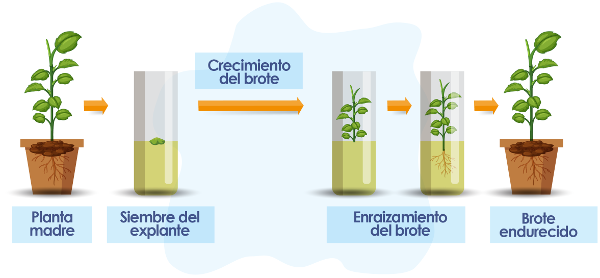 Crecimiento
del brote
Planta
madre
Siembre del
explante
Enraizamiento
del brote
Brote
endurecido